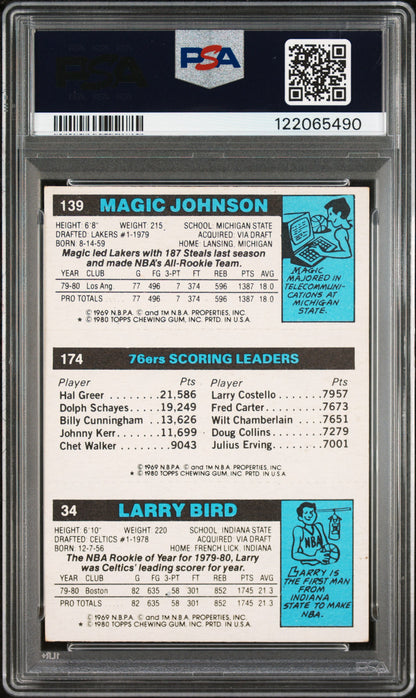 PSA
PSA
122065490
139 MAGIC JOHNSON
HEIGHT: 6'8" WEIGHT: 215 SCHOOL: MICHIGAN STATE
DRAFTED: LAKERS #1-1979 ACQUIRED: VIA DRAFT
BORN: 8-14-59 HOME: LANSING, MICHIGAN
Magic led Lakers with 187 Steals last season
and made NBA's All-Rookie Team.
YEAR CLUB G FG 3-PT FT REB PTS AVG
79-80 Los Ang. 77 496 7 374 596 1387 18.0
PRO TOTALS 77 496 7 374 596 1387 18.0
© 1969 N.B.P.A. © and TM N.B.A. PROPERTIES, INC.
* © 1980 TOPPS CHEWING GUM, INC. PRTD. IN U.S.A.
MAGIC
MAJORED IN
TELECOMMUNI-
CATIONS AT
MICHIGAN
STATE.
174 76ers SCORING LEADERS
Player Pts Player Pts
Hal Greer . . . . . . . 21,586 Larry Costello . . . . 7957
Dolph Schayes . . . . 19,249 Fred Carter . . . . . . 7673
Billy Cunningham . . 13,626 Wilt Chamberlain . . 7651
Johnny Kerr . . . . . 11,699 Doug Collins . . . . . 7279
Chet Walker . . . . . . 9043 Julius Erving . . . . . 7001
© 1969 N.B.P.A. © and TM N.B.A. PROPERTIES, INC.
* © 1980 TOPPS CHEWING GUM, INC. PRTD. IN U.S.A.
34 LARRY BIRD
HEIGHT: 6'10" WEIGHT: 220 SCHOOL: INDIANA STATE
DRAFTED: CELTICS #1-1978 ACQUIRED: VIA DRAFT
BORN: 12-7-56 HOME: FRENCH LICK, INDIANA
The NBA Rookie of Year for 1979-80, Larry
was Celtics' leading scorer for year.
YEAR CLUB G FG 3-PT FT REB PTS AVG
79-80 Boston 82 635 58 301 852 1745 21.3
PRO TOTALS 82 635 58 301 852 1745 21.3
© 1969 N.B.P.A. © and TM N.B.A. PROPERTIES, INC.
* © 1980 TOPPS CHEWING GUM, INC. PRTD. IN U.S.A.
NBA
LARRY IS
THE FIRST MAN
FROM
INDIANA
STATE TO MAKE
NBA.